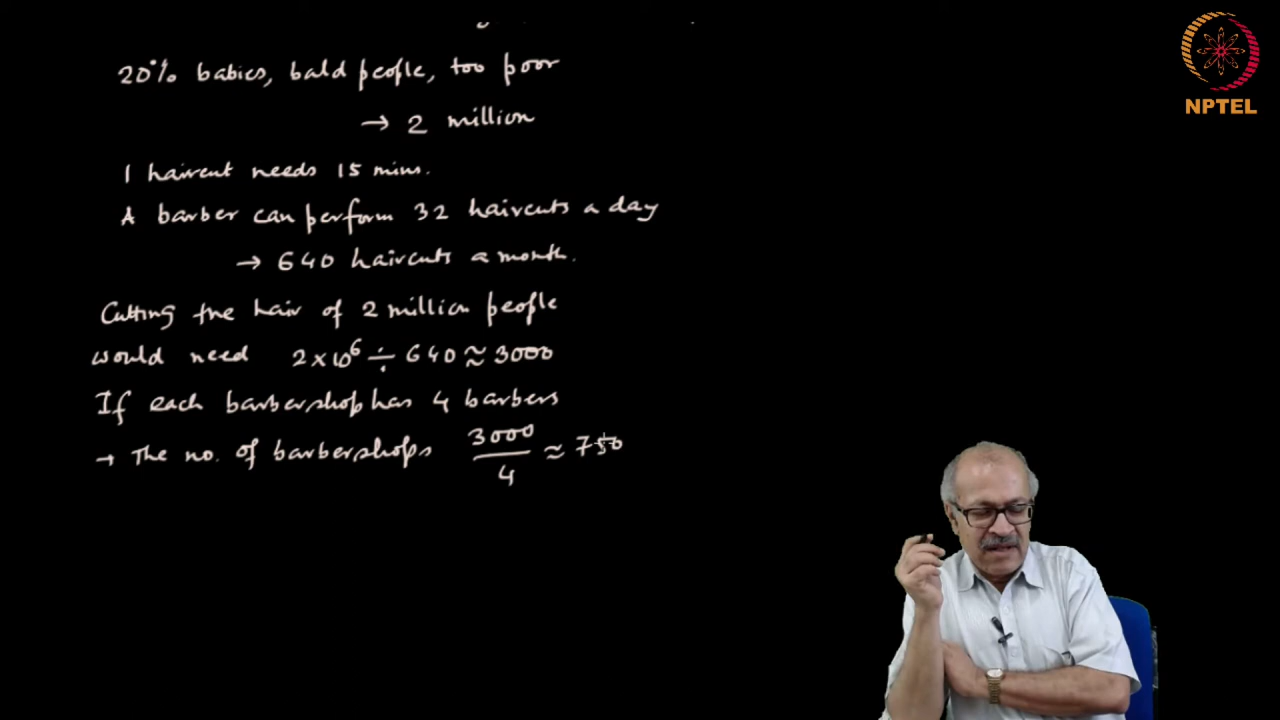 20% babies, bald people, too poor
→ 2 million
1 haircut needs 15 mins.
A barber can perform 32 haircuts a day
→ 640 haircuts a month.
Cutting the hair of 2 million people
would need 2 × 10⁶ ÷ 640 ≈ 3000
If each barbershop has 4 barbers
→ The no. of barbershops 3000/4 ≈ 750
NPTEL